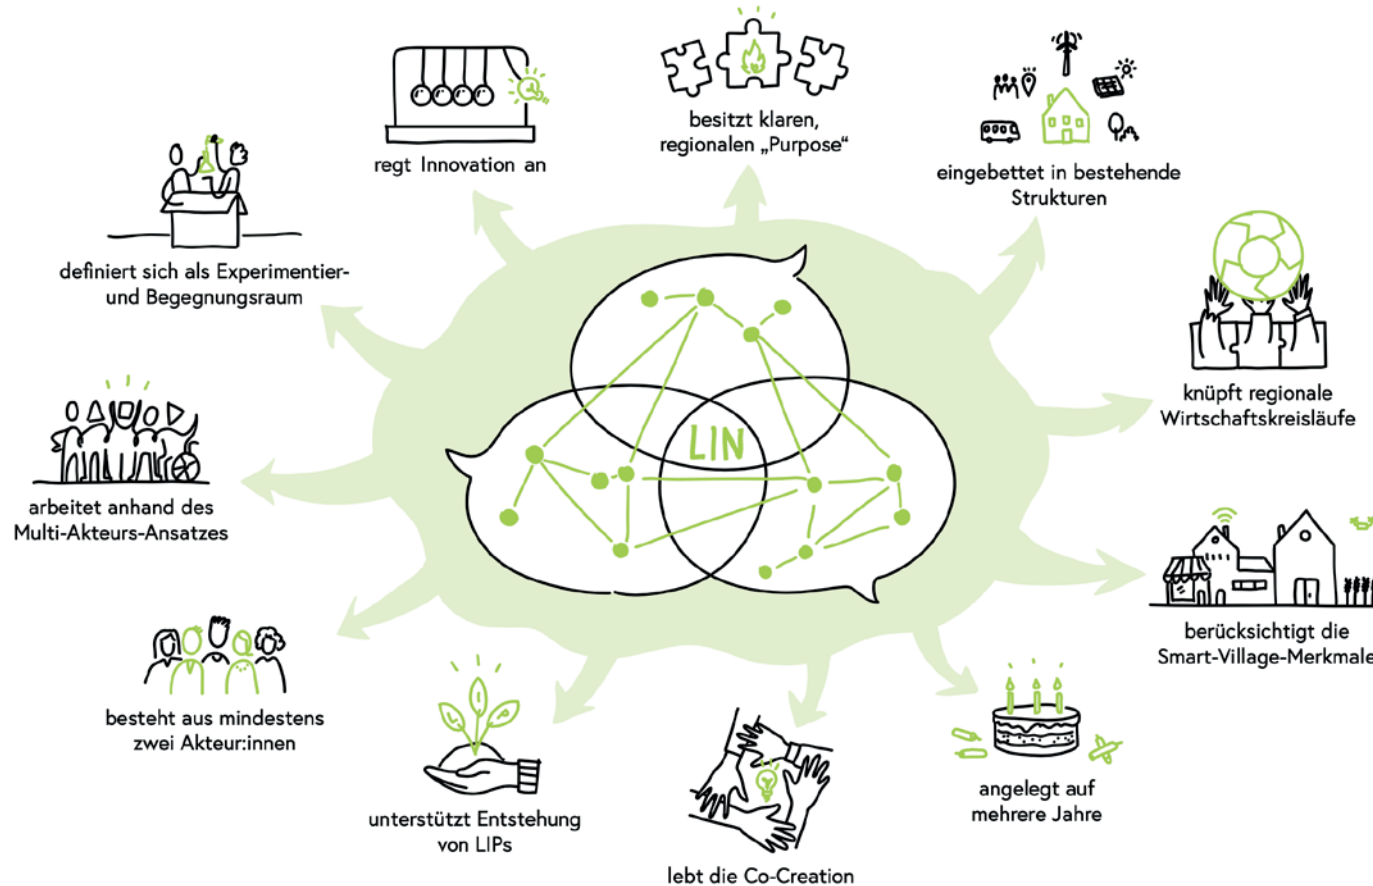 regt Innovation an
besitzt klaren,
regionalen „Purpose“
eingebettet in bestehende
Strukturen
definiert sich als Experimentier-
und Begegnungsraum
knüpft regionale
Wirtschaftskreisläufe
LIN
arbeitet anhand des
Multi-Akteurs-Ansatzes
berücksichtigt die
Smart-Village-Merkmale
besteht aus mindestens
zwei Akteur:innen
L I P
unterstützt Entstehung
von LIPs
lebt die Co-Creation
angelegt auf
mehrere Jahre